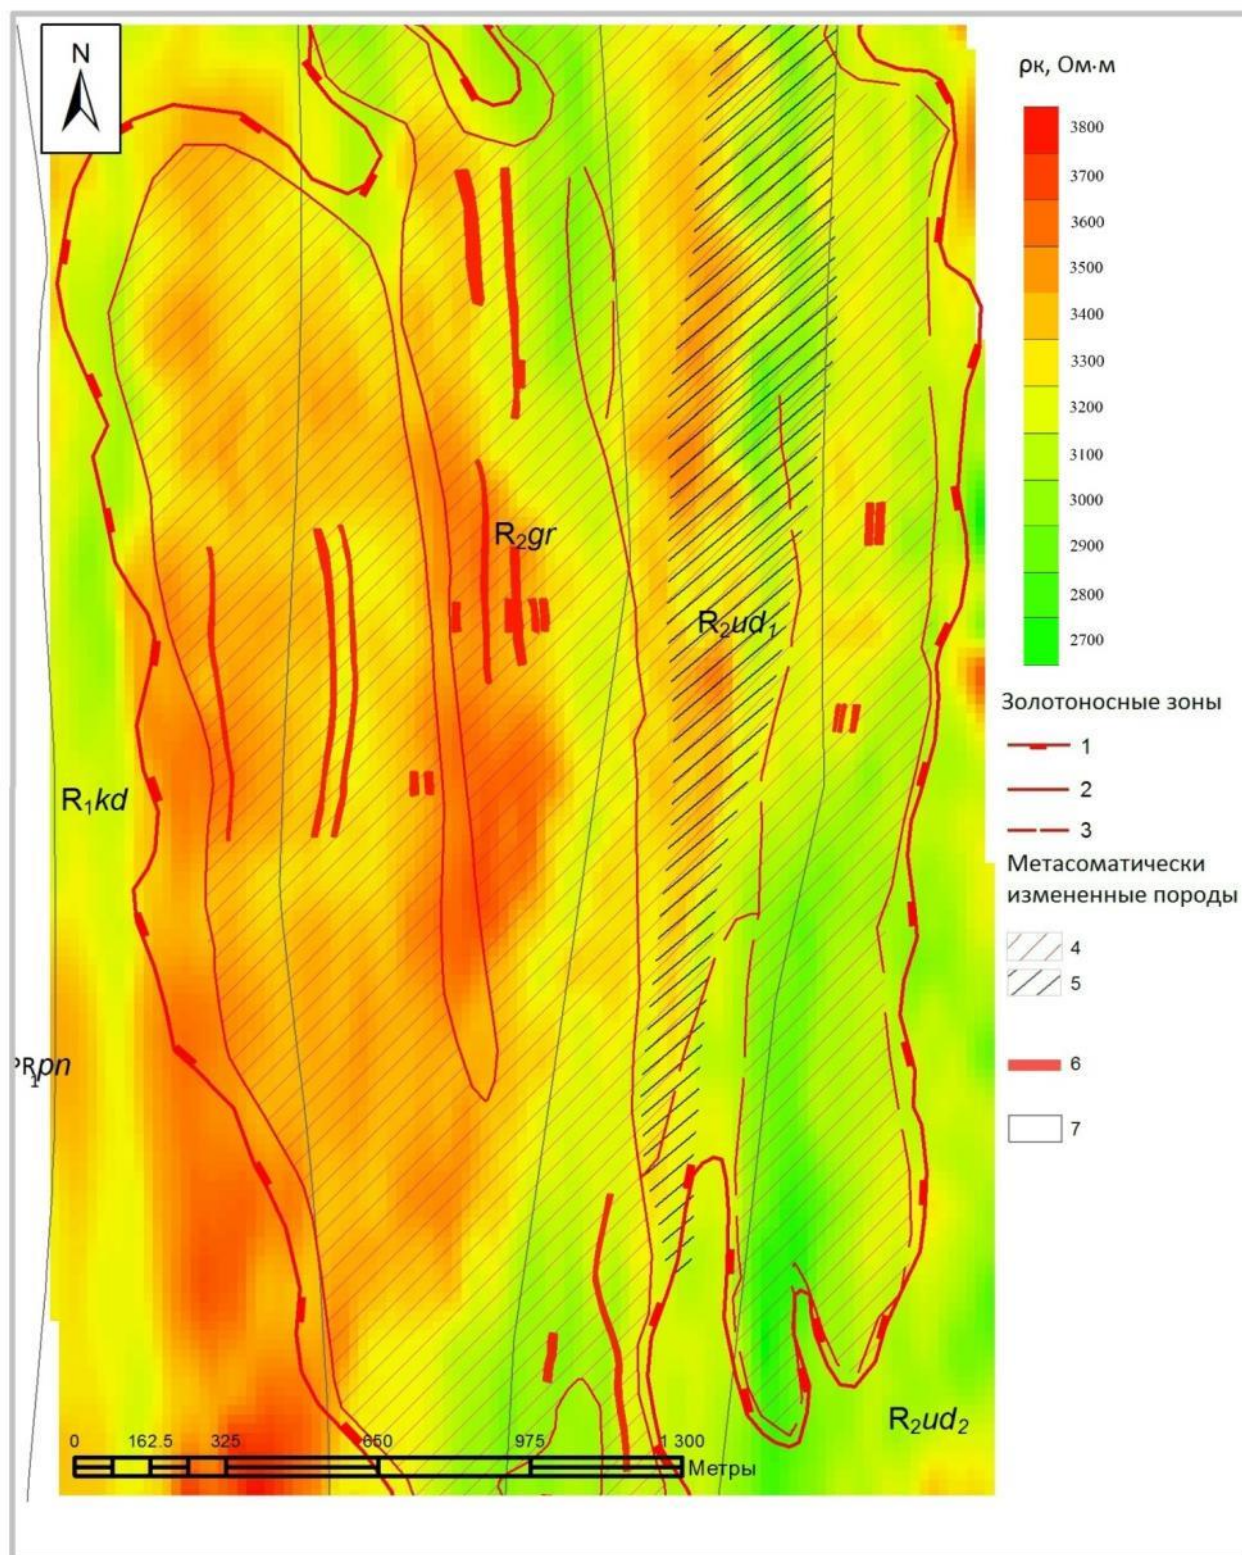 N
ρк, Ом·м
3800
3700
3600
3500
3400
3300
3200
3100
3000
2900
2800
2700
R₂gr
R₂ud₁
R₁kd
PR₁pn
R₂ud₂
Золотоносные зоны
1
2
3
Метасоматически
измененные породы
4
5
6
7
0 162.5 325 650 975 1 300
Метры